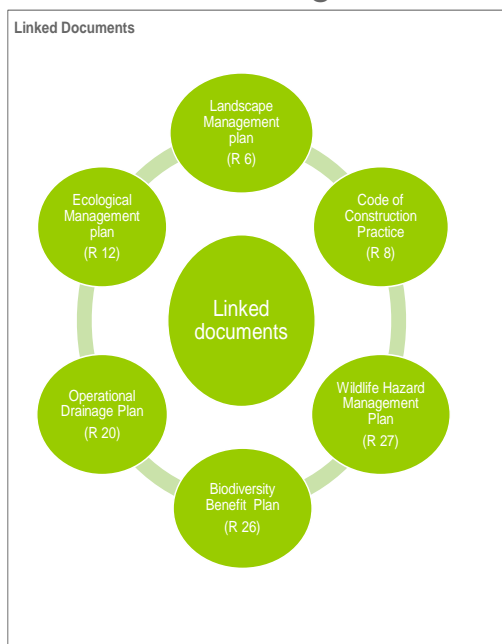 Linked Documents
Landscape
Management
plan
(R 6)
Code of
Construction
Practice
(R 8)
Wildlife Hazard
Management
Plan
(R 27)
Biodiversity
Benefit Plan
(R 26)
Operational
Drainage Plan
(R 20)
Ecological
Management
plan
(R 12)
Linked
documents